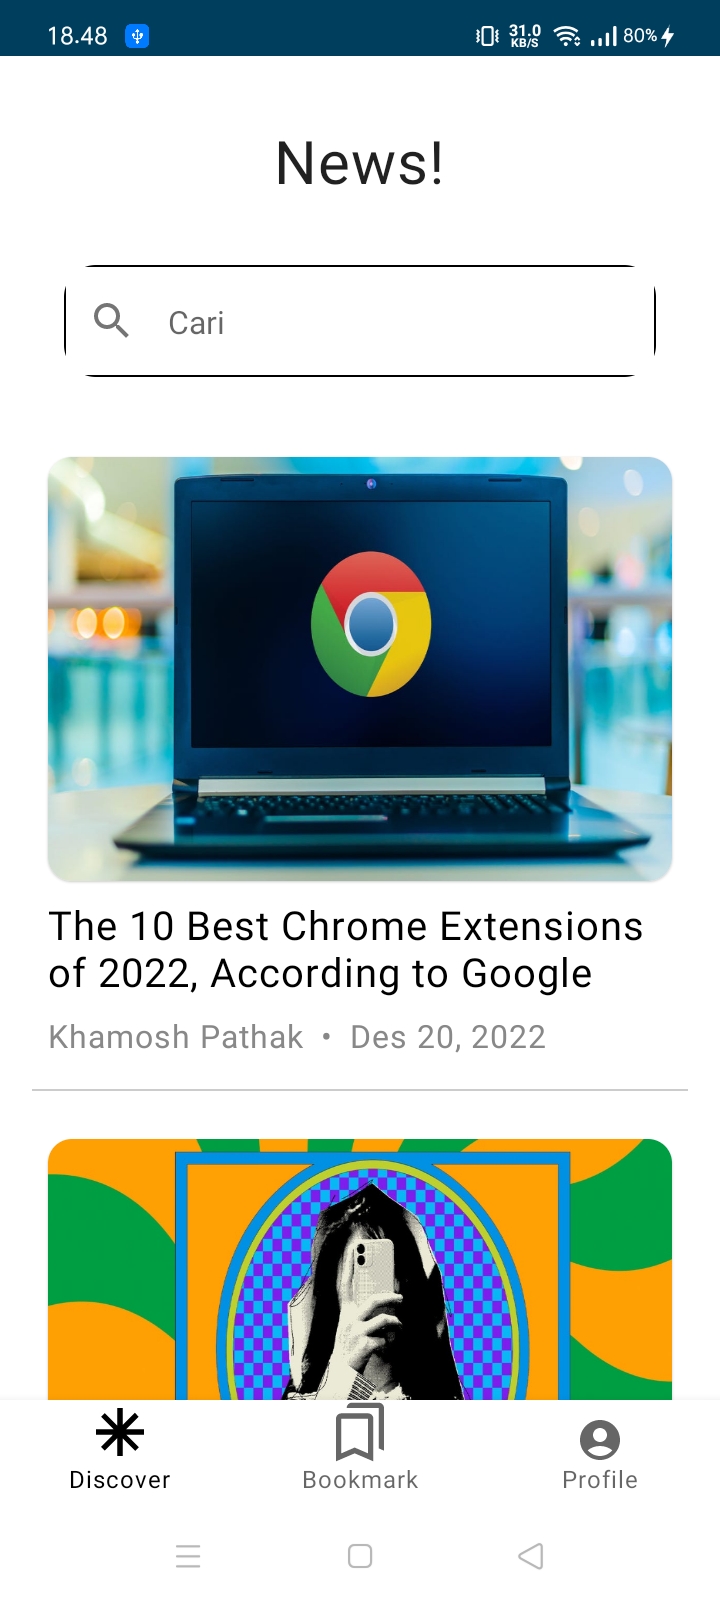 18.48
31.0
KB/S
80%
News!
Cari
The 10 Best Chrome Extensions
of 2022, According to Google
Khamosh Pathak • Des 20, 2022
Discover
Bookmark
Profile